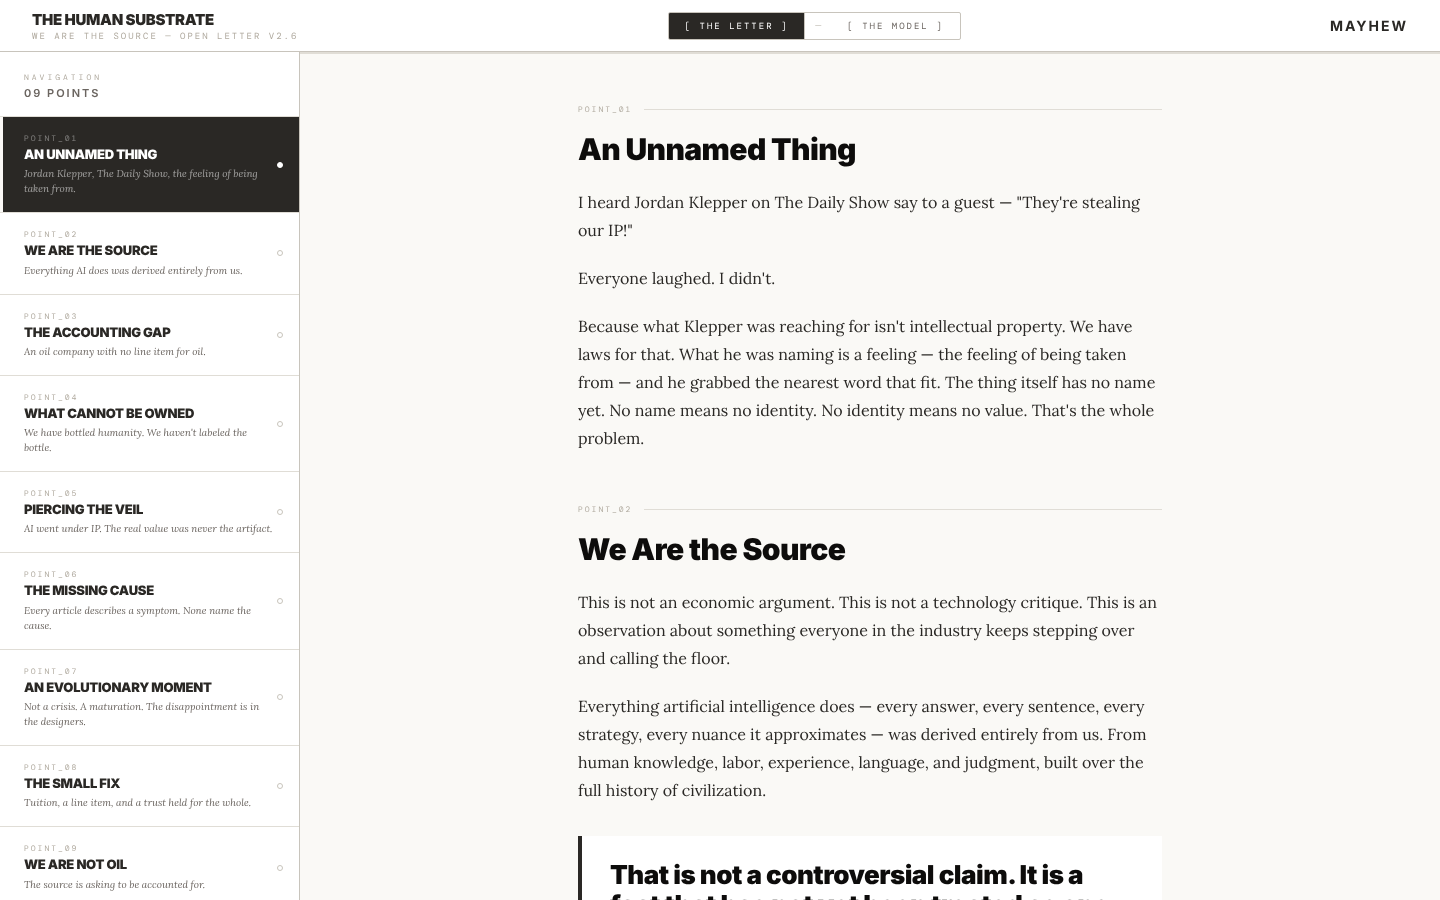 THE HUMAN SUBSTRATE
WE ARE THE SOURCE — OPEN LETTER V2.6
[ THE LETTER ]
—
[ THE MODEL ]
MAYHEW
NAVIGATION
09 POINTS
POINT_01
AN UNNAMED THING
Jordan Klepper, The Daily Show, the feeling of being
taken from.
POINT_02
WE ARE THE SOURCE
Everything AI does was derived entirely from us.
POINT_03
THE ACCOUNTING GAP
An oil company with no line item for oil.
POINT_04
WHAT CANNOT BE OWNED
We have bottled humanity. We haven't labeled the
bottle.
POINT_05
PIERCING THE VEIL
AI went under IP. The real value was never the artifact.
POINT_06
THE MISSING CAUSE
Every article describes a symptom. None name the
cause.
POINT_07
AN EVOLUTIONARY MOMENT
Not a crisis. A maturation. The disappointment is in
the designers.
POINT_08
THE SMALL FIX
Tuition, a line item, and a trust held for the whole.
POINT_09
WE ARE NOT OIL
The source is asking to be accounted for.
POINT_01
An Unnamed Thing
I heard Jordan Klepper on The Daily Show say to a guest — "They're stealing
our IP!"
Everyone laughed. I didn't.
Because what Klepper was reaching for isn't intellectual property. We have
laws for that. What he was naming is a feeling — the feeling of being taken
from — and he grabbed the nearest word that fit. The thing itself has no name
yet. No name means no identity. No identity means no value. That's the whole
problem.
POINT_02
We Are the Source
This is not an economic argument. This is not a technology critique. This is an
observation about something everyone in the industry keeps stepping over
and calling the floor.
Everything artificial intelligence does — every answer, every sentence, every
strategy, every nuance it approximates — was derived entirely from us. From
human knowledge, labor, experience, language, and judgment, built over the
full history of civilization.
That is not a controversial claim. It is a